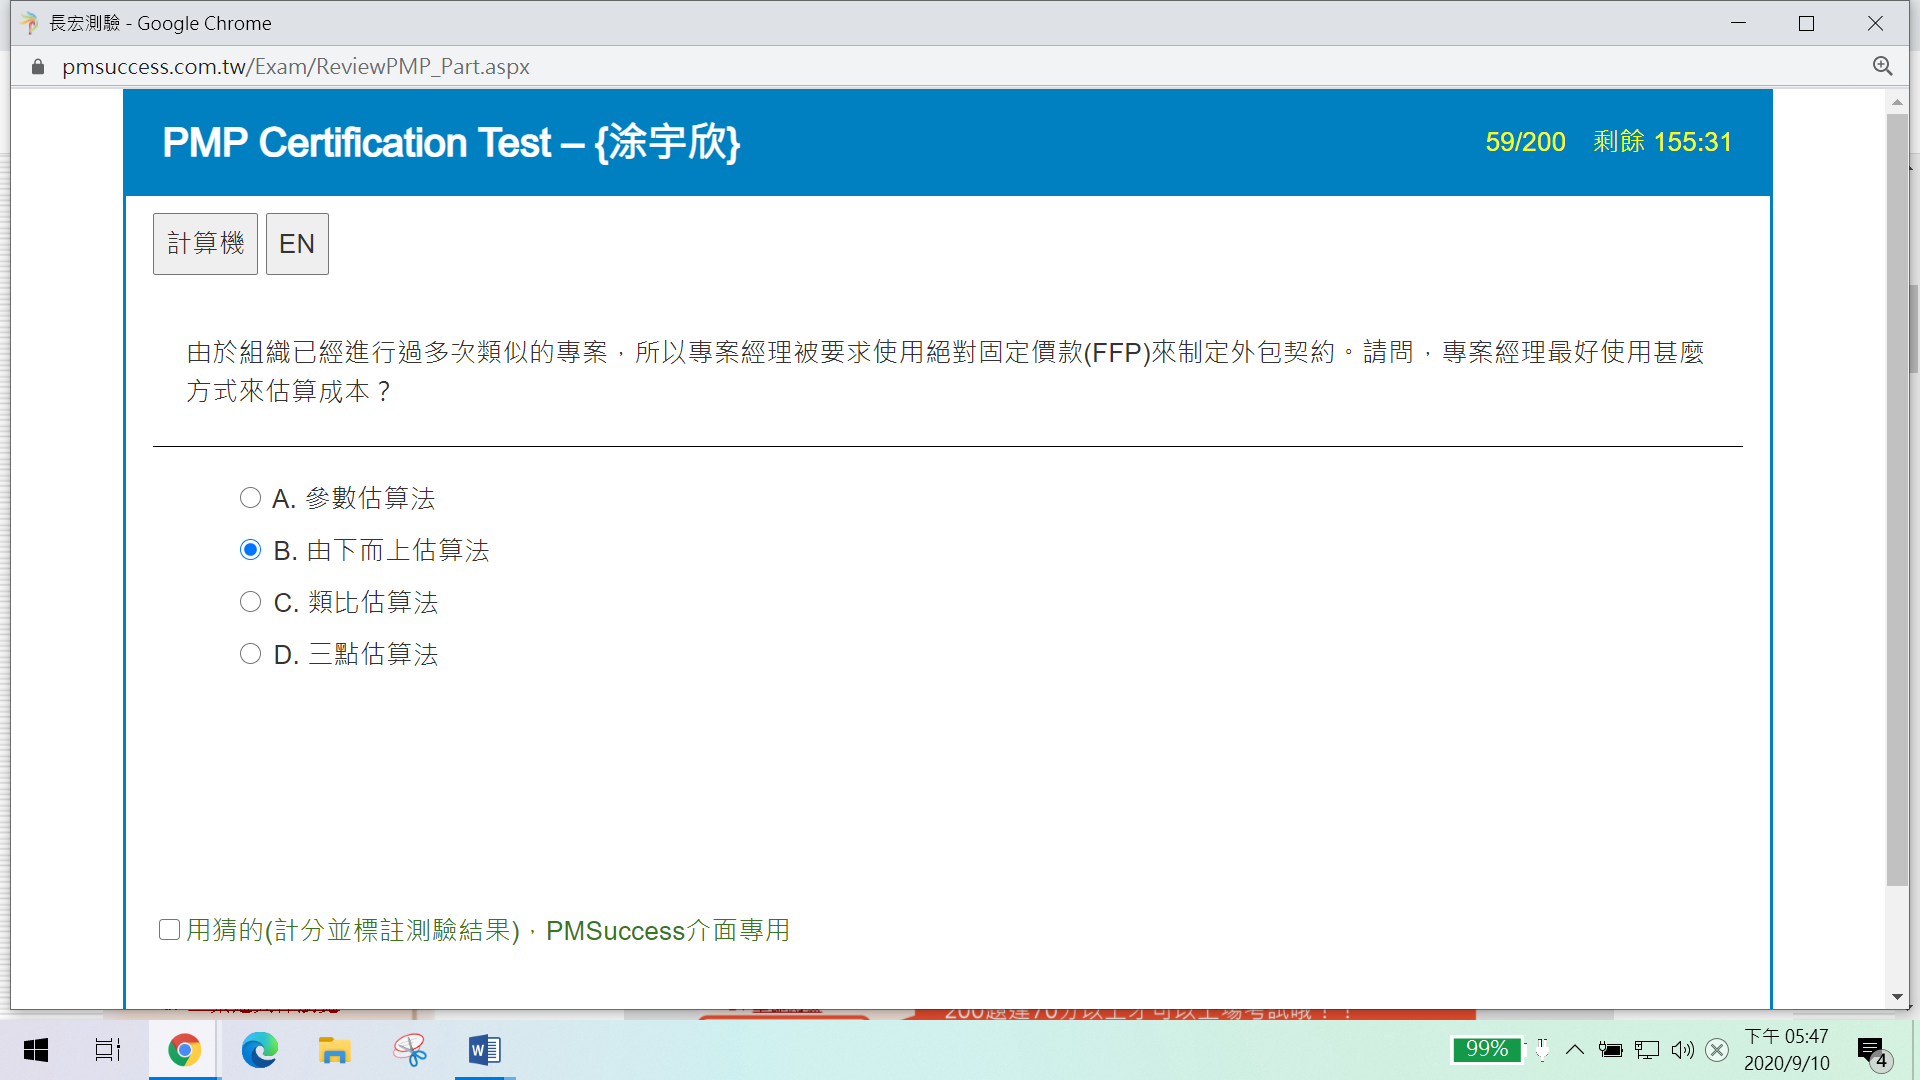 長宏測驗 - Google Chrome
pmsuccess.com.tw/Exam/ReviewPMP_Part.aspx
PMP Certification Test – {涂宇欣}
59/200 剩餘 155:31
計算機 EN
由於組織已經進行過多次類似的專案，所以專案經理被要求使用絕對固定價款(FFP)來制定外包契約。請問，專案經理最好使用甚麼
方式來估算成本？
A. 參數估算法
B. 由下而上估算法
C. 類比估算法
D. 三點估算法
用猜的(計分並標註測驗結果)，PMSuccess介面專用
99%
下午 05:47
2020/9/10
4